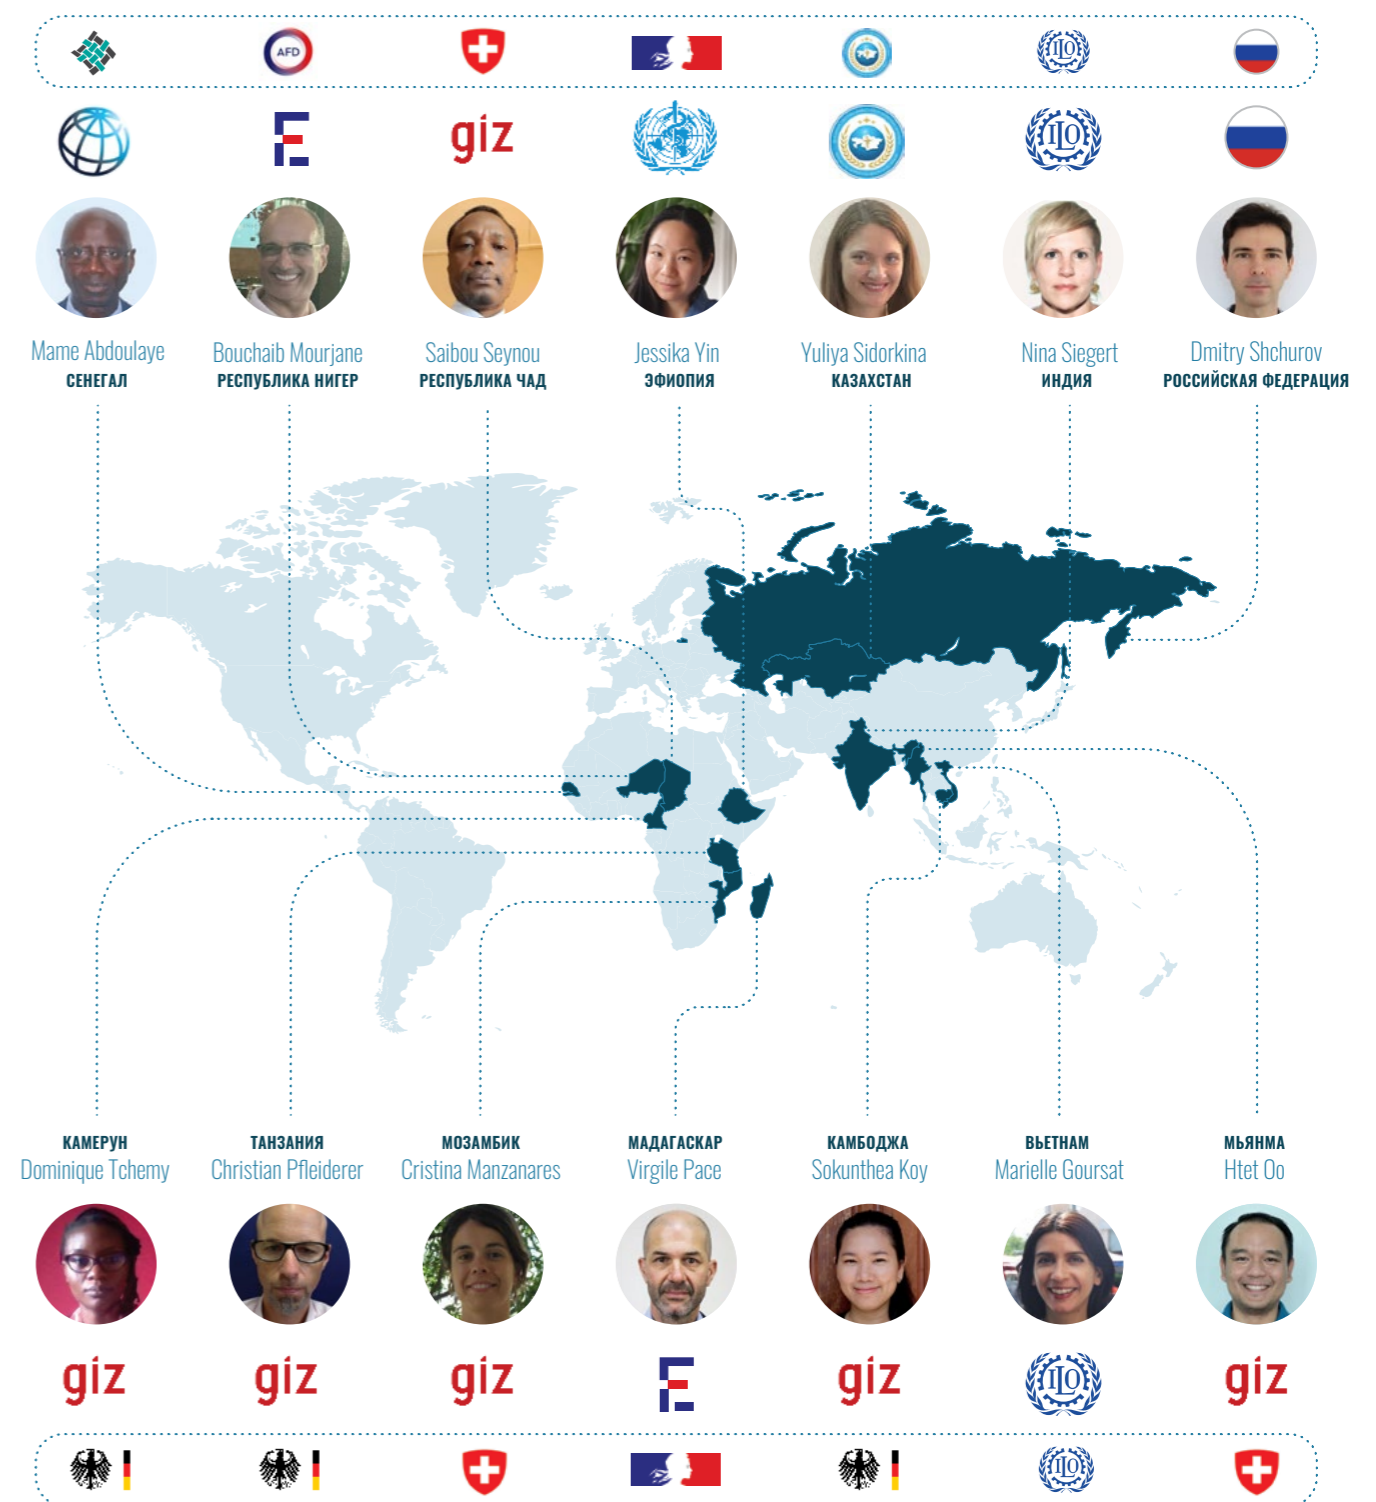 AFD
ILO
giz
ILO
Mame Abdoulaye
СЕНЕГАЛ
Bouchaib Mourjane
РЕСПУБЛИКА НИГЕР
Saibou Seynou
РЕСПУБЛИКА ЧАД
Jessika Yin
ЭФИОПИЯ
Yuliya Sidorkina
КАЗАХСТАН
Nina Siegert
ИНДИЯ
Dmitry Shchurov
РОССИЙСКАЯ ФЕДЕРАЦИЯ
КАМЕРУН
Dominique Tchemy
ТАНЗАНИЯ
Christian Pfleiderer
МОЗАМБИК
Cristina Manzanares
МАДАГАСКАР
Virgile Pace
КАМБОДЖА
Sokunthea Koy
ВЬЕТНАМ
Marielle Goursat
МЬЯНМА
Htet Oo
giz
giz
giz
giz
ILO
giz
ILO